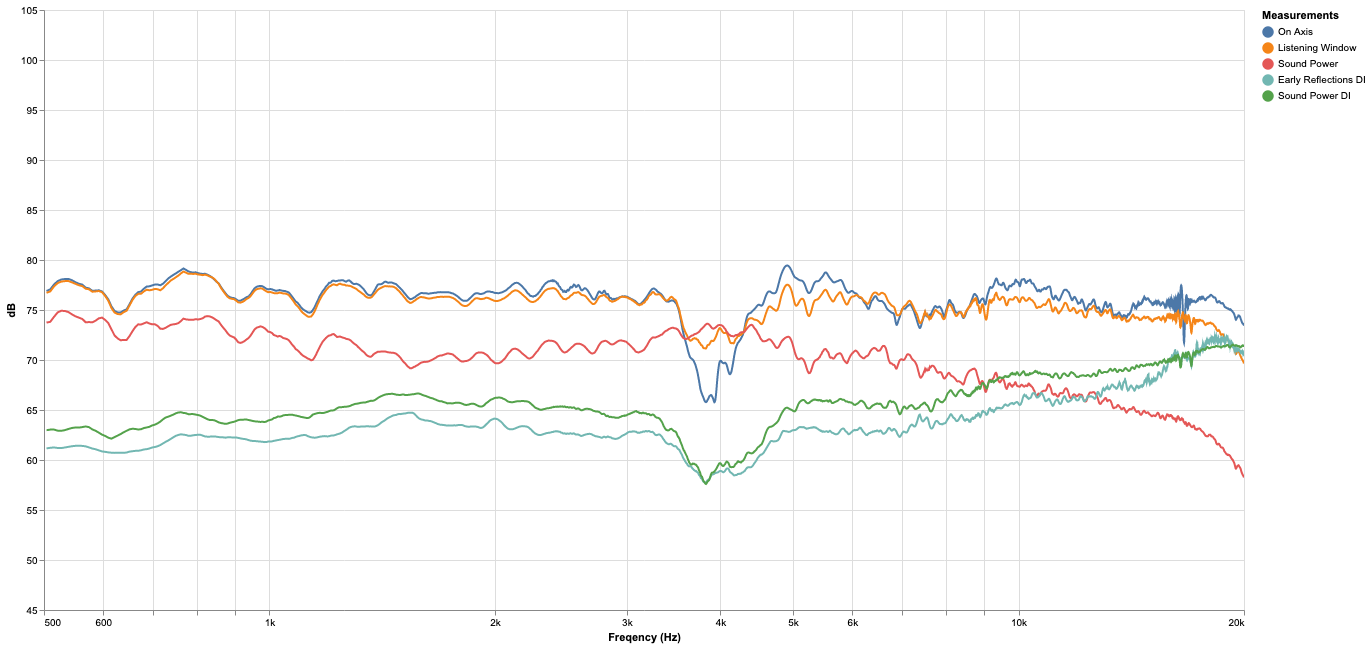 105
100
95
90
85
80
75
70
65
60
55
50
45
dB
500 600 1k 2k 3k 4k 5k 6k 10k 20k
Freqency (Hz)
Measurements
On Axis
Listening Window
Sound Power
Early Reflections DI
Sound Power DI